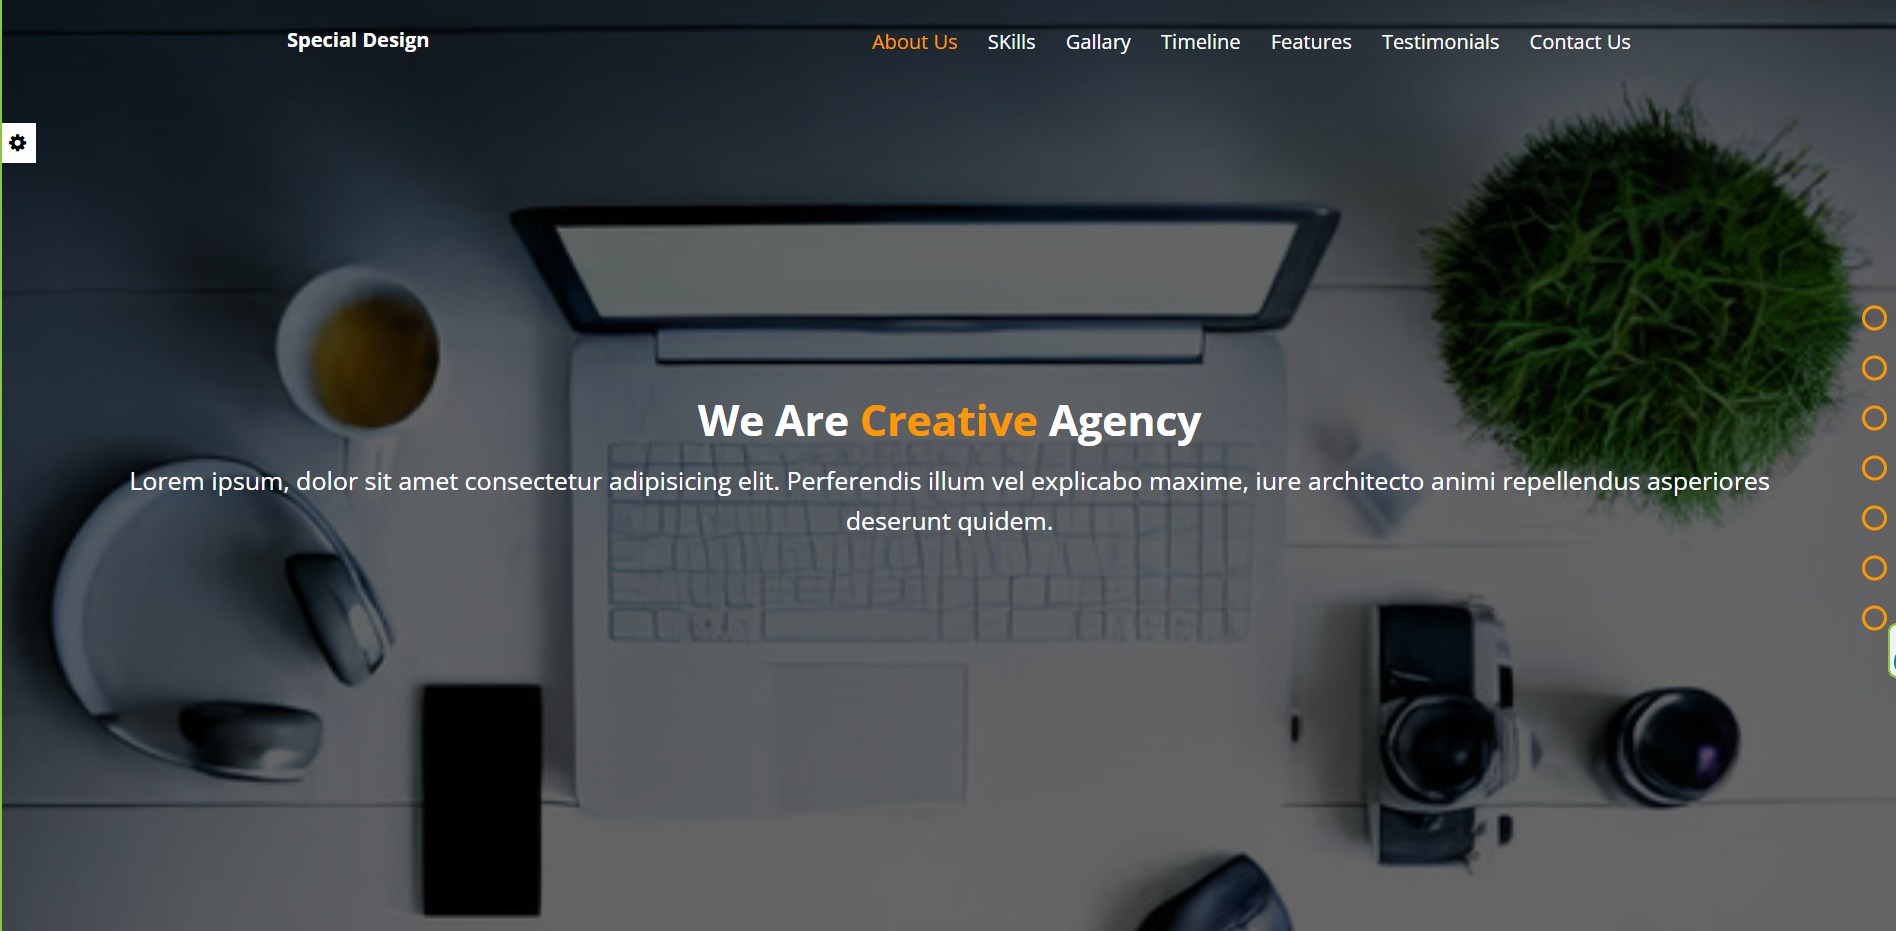 Special Design
About Us SKills Gallary Timeline Features Testimonials Contact Us
We Are Creative Agency
Lorem ipsum, dolor sit amet consectetur adipisicing elit. Perferendis illum vel explicabo maxime, iure architecto animi repellendus asperiores
deserunt quidem.